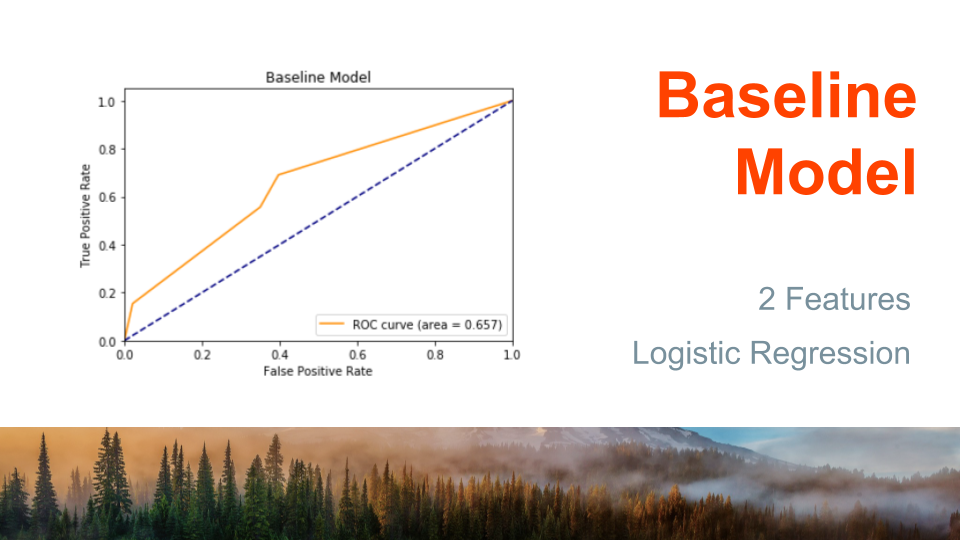 Baseline Model
1.0
0.8
0.6
0.4
0.2
0.0
True Positive Rate
0.0 0.2 0.4 0.6 0.8 1.0
False Positive Rate
ROC curve (area = 0.657)
Baseline
Model
2 Features
Logistic Regression